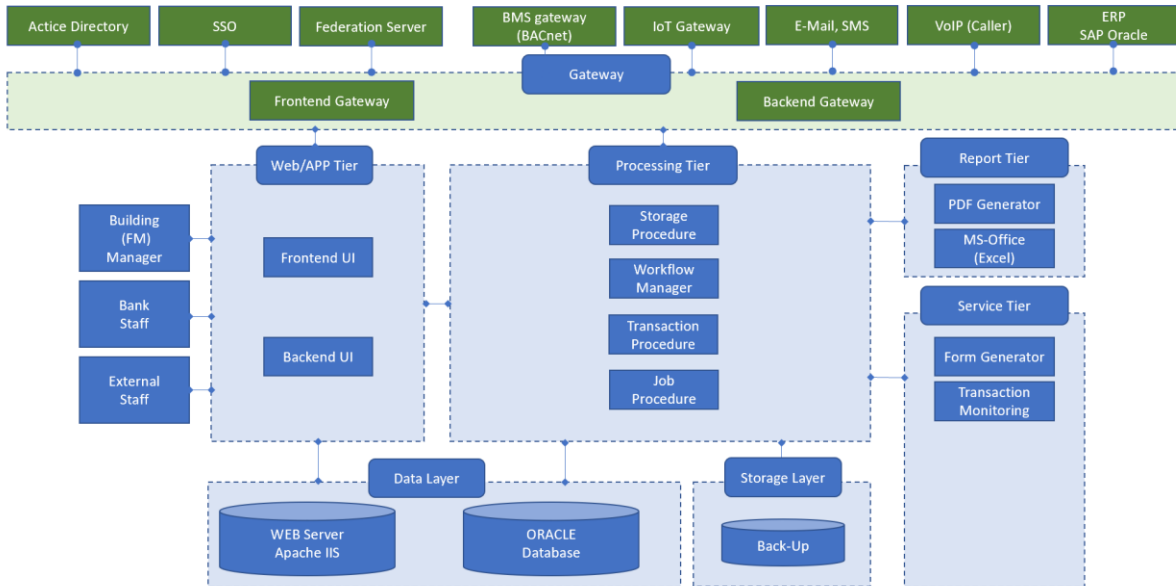 Actice Directory
SSO
Federation Server
BMS gateway
(BACnet)
IoT Gateway
E-Mail, SMS
VoIP (Caller)
ERP
SAP Oracle
Gateway
Frontend Gateway
Backend Gateway
Web/APP Tier
Processing Tier
Report Tier
Building
(FM)
Manager
Bank
Staff
External
Staff
Frontend UI
Backend UI
Storage
Procedure
Workflow
Manager
Transaction
Procedure
Job
Procedure
PDF Generator
MS-Office
(Excel)
Service Tier
Form Generator
Transaction
Monitoring
Data Layer
Storage Layer
WEB Server
Apache IIS
ORACLE
Database
Back-Up